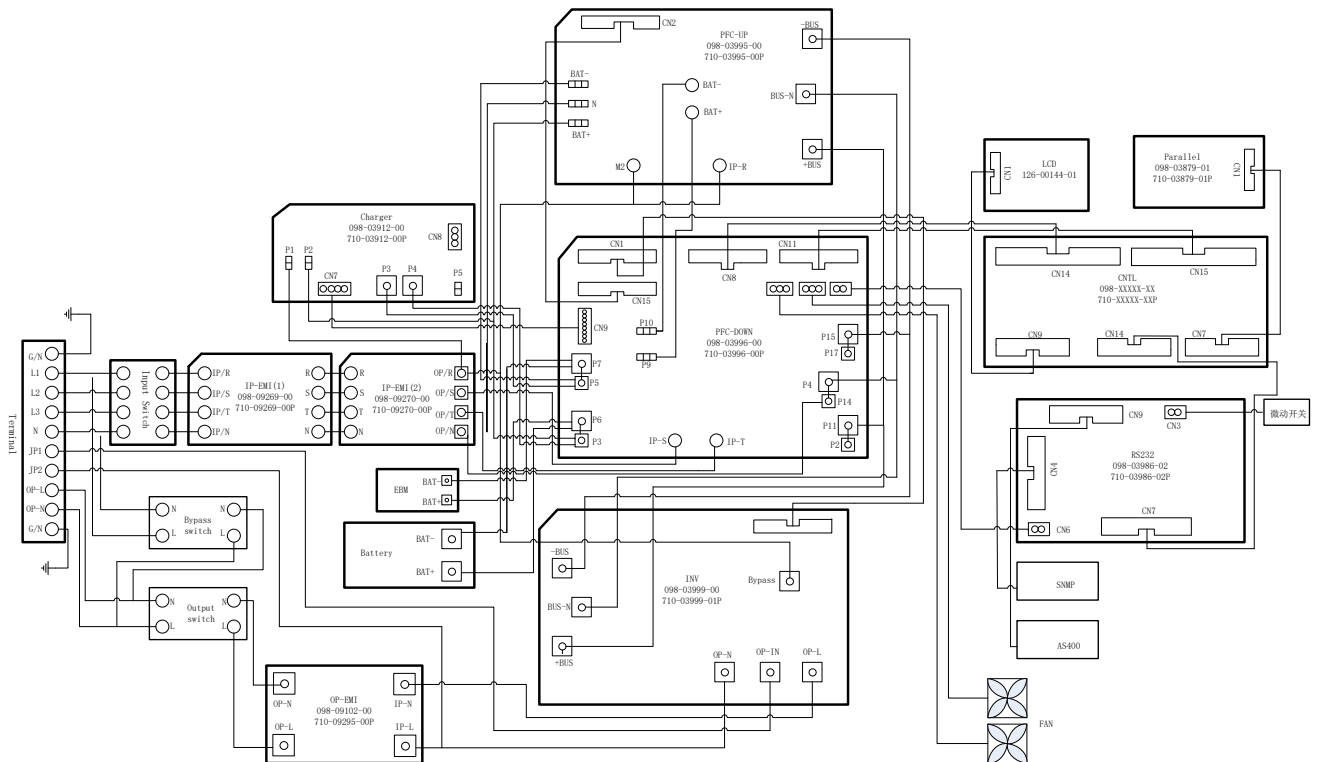 CN2
PFC-UP
098-03995-00
710-03995-00P
-BUS
BAT-
N
BAT+
BAT-
BAT+
BUS-N
+BUS
M2
IP-R
CN1
LCD
126-00144-01
Parallel
098-03879-01
710-03879-01P
CN1
Charger
098-03912-00
710-03912-00P
CN8
P1
P2
CN7
P3
P4
P5
CN1
CN8
CN11
CN15
CN9
P10
P9
PFC-DOWN
098-03996-00
710-03996-00P
P15
P17
P7
P5
P4
P14
P6
P3
P11
P2
IP-S
IP-T
CN14
CN15
CNTL
098-XXXXX-XX
710-XXXXX-XXP
CN9
CN14
CN7
Terminal
G/N
L1
L2
L3
N
JP1
JP2
OP-L
OP-N
G/N
Input Switch
IP/R
IP/S
IP/T
IP/N
IP-EMI(1)
098-09269-00
710-09269-00P
R
S
T
N
R
S
T
N
IP-EMI(2)
098-09270-00
710-09270-00P
OP/R
OP/S
OP/T
OP/N
CN9
CN3
微动开关
CN4
RS232
098-03986-02
710-03986-02P
CN6
CN7
EBM
BAT-
BAT+
Battery
BAT-
BAT+
N
N
Bypass
switch
L
L
N
N
Output
switch
L
L
-BUS
BUS-N
+BUS
INV
098-03999-00
710-03999-01P
Bypass
OP-N
OP-IN
OP-L
SNMP
AS400
OP-N
OP-L
OP-EMI
098-09102-00
710-09295-00P
IP-N
IP-L
FAN